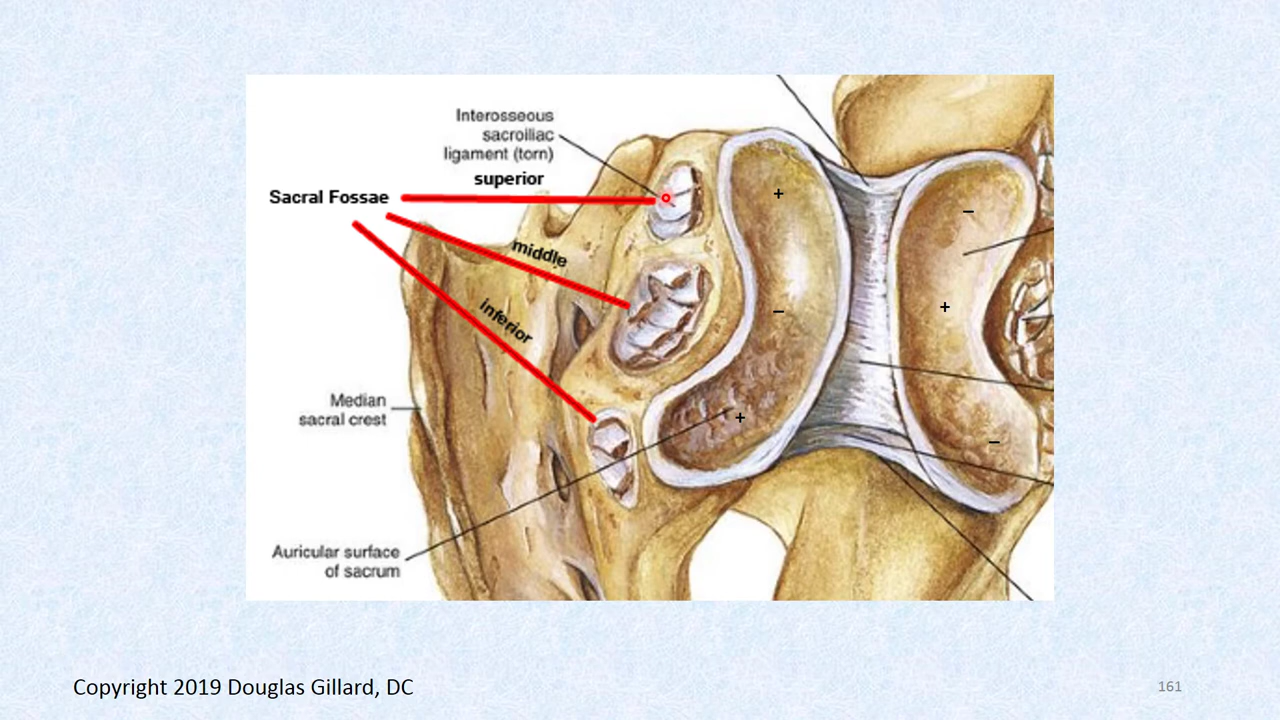 Interosseous
sacroiliac
ligament (torn)
superior
Sacral Fossae
middle
inferior
Median
sacral crest
Auricular surface
of sacrum
+
−
+
−
+
−
Copyright 2019 Douglas Gillard, DC
161